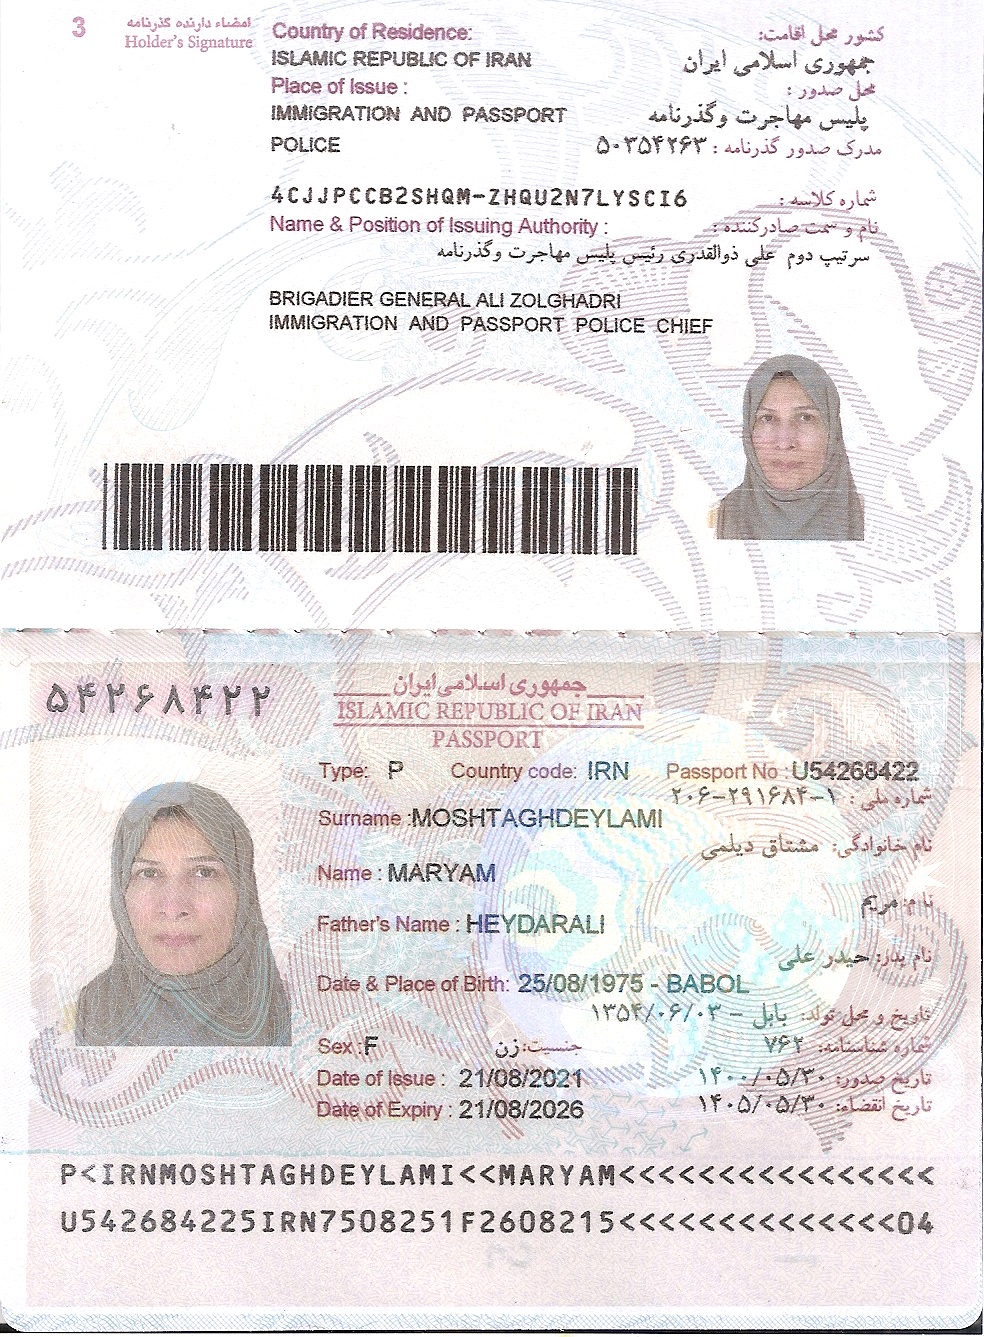 3
امضاء دارنده گذرنامه
Holder's Signature
Country of Residence: کشور محل اقامت:
ISLAMIC REPUBLIC OF IRAN جمهوری اسلامی ایران
Place of Issue : محل صدور :
IMMIGRATION AND PASSPORT پلیس مهاجرت وگذرنامه
POLICE مدرک صدور گذرنامه : ۵۰۳۵۴۲۶۳
4CJJPCCB2SHQM-ZHQU2N7LYSCI6 شماره کلاسه :
Name & Position of Issuing Authority : نام و سمت صادرکننده :
سرتیپ دوم علی ذوالقدری رئیس پلیس مهاجرت وگذرنامه
BRIGADIER GENERAL ALI ZOLGHADRI
IMMIGRATION AND PASSPORT POLICE CHIEF
۵۴۲۶۸۴۲۲
جمهوری اسلامی ایران
ISLAMIC REPUBLIC OF IRAN
PASSPORT
Type: P Country code: IRN Passport No : U54268422
شماره ملی : ۲۰۶-۲۹۱۶۸۴-۱
Surname : MOSHTAGHDEYLAMI
نام خانوادگی: مشتاق دیلمی
Name : MARYAM
نام: مریم
Father's Name : HEYDARALI
نام پدر: حیدر علی
Date & Place of Birth: 25/08/1975 - BABOL
تاریخ و محل تولد: بابل – ۱۳۵۴/۰۶/۰۳
Sex : F جنسیت: زن شماره شناسنامه: ۷۶۲
Date of Issue : 21/08/2021 تاریخ صدور: ۱۴۰۰/۰۵/۳۰
Date of Expiry : 21/08/2026 تاریخ انقضاء: ۱۴۰۵/۰۵/۳۰
P<IRNMOSHTAGHDEYLAMI<<MARYAM<<<<<<<<<<<<<<<<
U542684225IRN7508251F2608215<<<<<<<<<<<<<<04